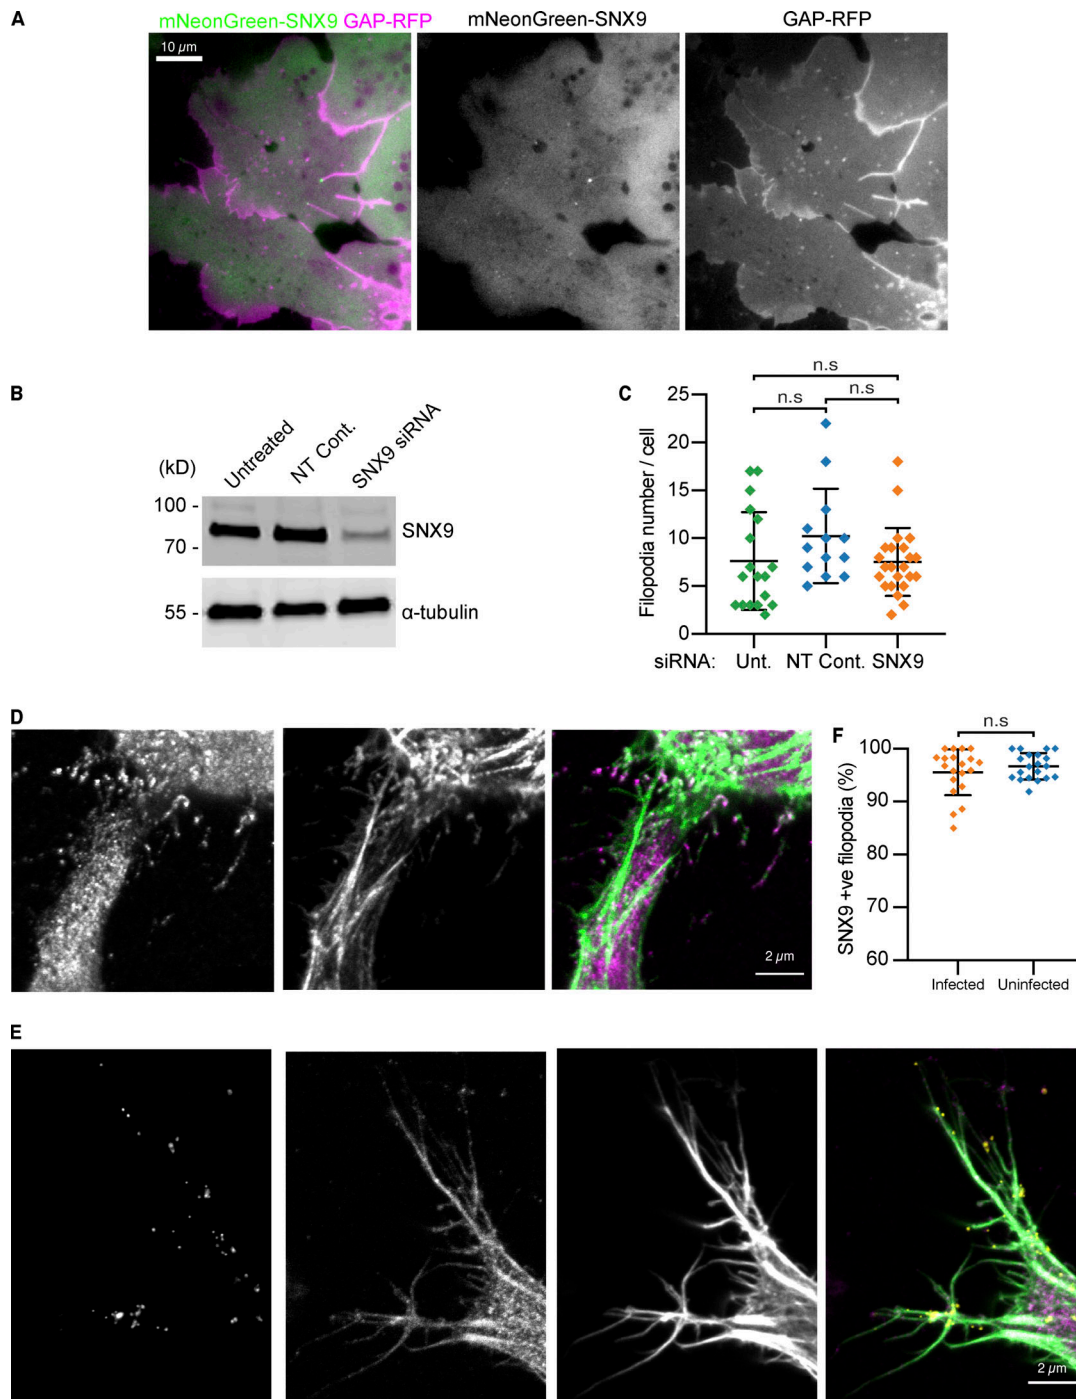 A
mNeonGreen-SNX9 GAP-RFP
mNeonGreen-SNX9
GAP-RFP
10 µm
B
(kD)
Untreated
NT Cont.
SNX9 siRNA
100 -
70 -
SNX9
55 -
α-tubulin
C
n.s
n.s
n.s
Filopodia number / cell
25
20
15
10
5
0
siRNA: Unt. NT Cont. SNX9
D
2 µm
F
n.s
SNX9 +ve filopodia (%)
100
90
80
70
60
Infected Uninfected
E
2 µm